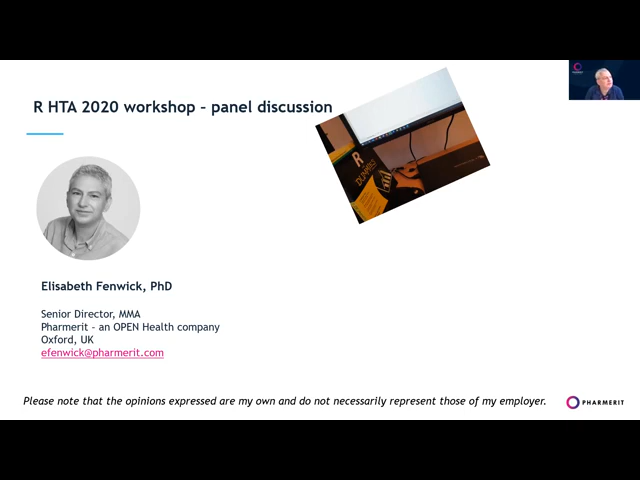 R HTA 2020 workshop – panel discussion
R
DUMMIES
Elisabeth Fenwick, PhD
Senior Director, MMA
Pharmerit – an OPEN Health company
Oxford, UK
efenwick@pharmerit.com
Please note that the opinions expressed are my own and do not necessarily represent those of my employer.
PHARMERIT